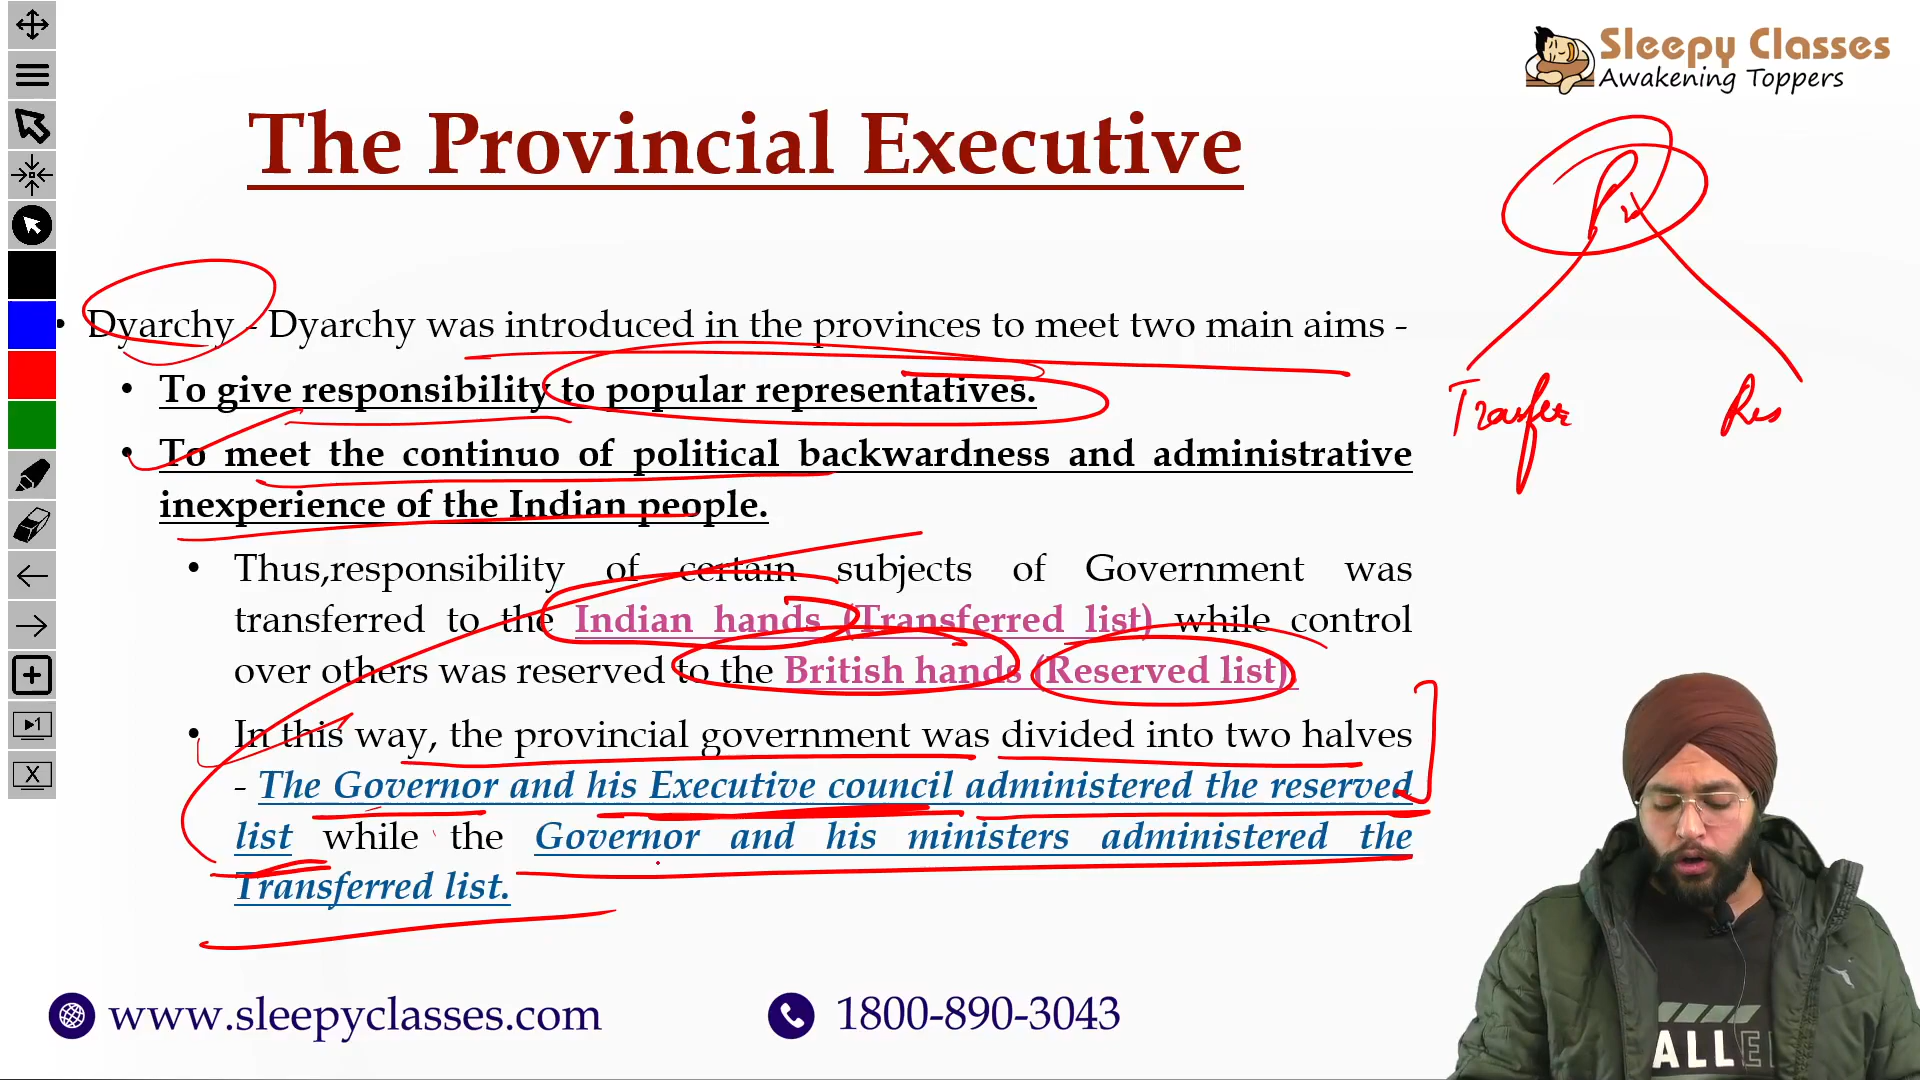 Sleepy Classes
Awakening Toppers
The Provincial Executive
• Dyarchy - Dyarchy was introduced in the provinces to meet two main aims -
• To give responsibility to popular representatives.
• To meet the continuo of political backwardness and administrative
inexperience of the Indian people.
• Thus,responsibility of certain subjects of Government was
transferred to the Indian hands (Transferred list) while control
over others was reserved to the British hands (Reserved list).
• In this way, the provincial government was divided into two halves
- The Governor and his Executive council administered the reserved
list while the Governor and his ministers administered the
Transferred list.
Transfer
Res
www.sleepyclasses.com
1800-890-3043